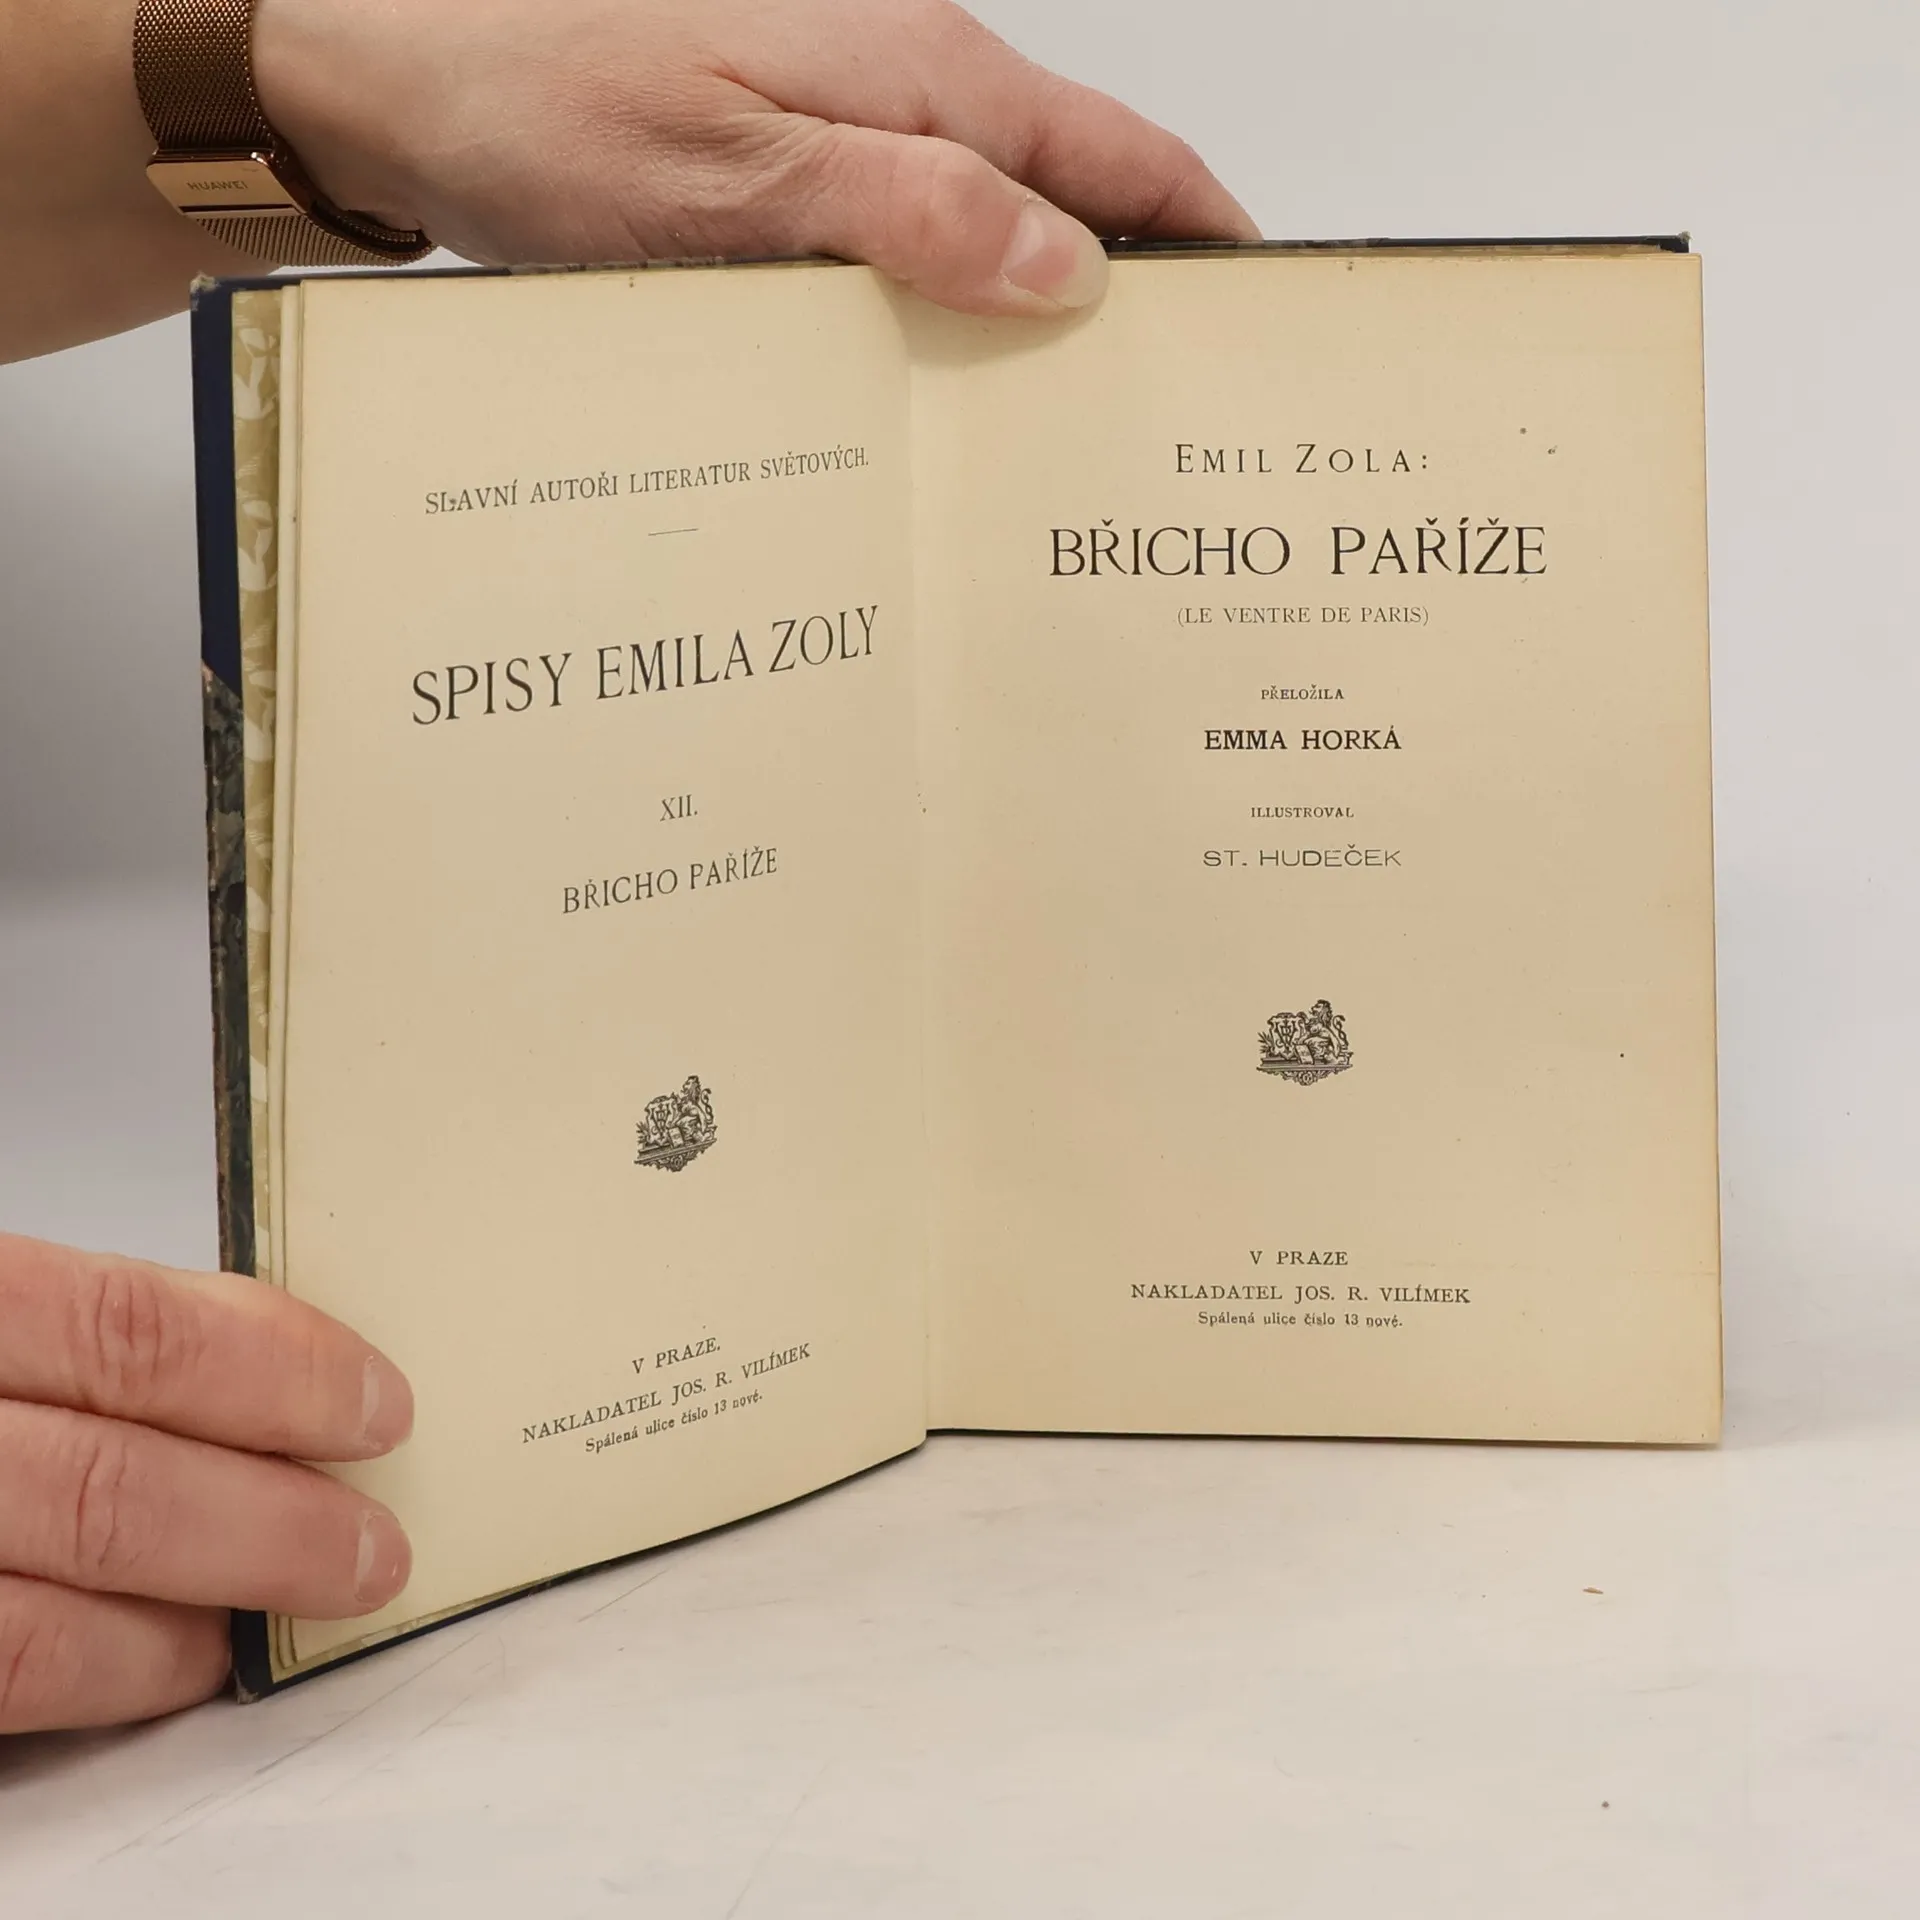 HUAWEI
SLAVNÍ AUTOŘI LITERATUR SVĚTOVÝCH.
SPISY EMILA ZOLY
XII.
BŘICHO PAŘÍŽE
V PRAZE.
NAKLADATEL JOS. R. VILÍMEK
Spálená ulice číslo 13 nové.
EMIL ZOLA:
BŘICHO PAŘÍŽE
(LE VENTRE DE PARIS)
PŘELOŽILA
EMMA HORKÁ
ILLUSTROVAL
ST. HUDEČEK
V PRAZE
NAKLADATEL JOS. R. VILÍMEK
Spálená ulice číslo 13 nové.